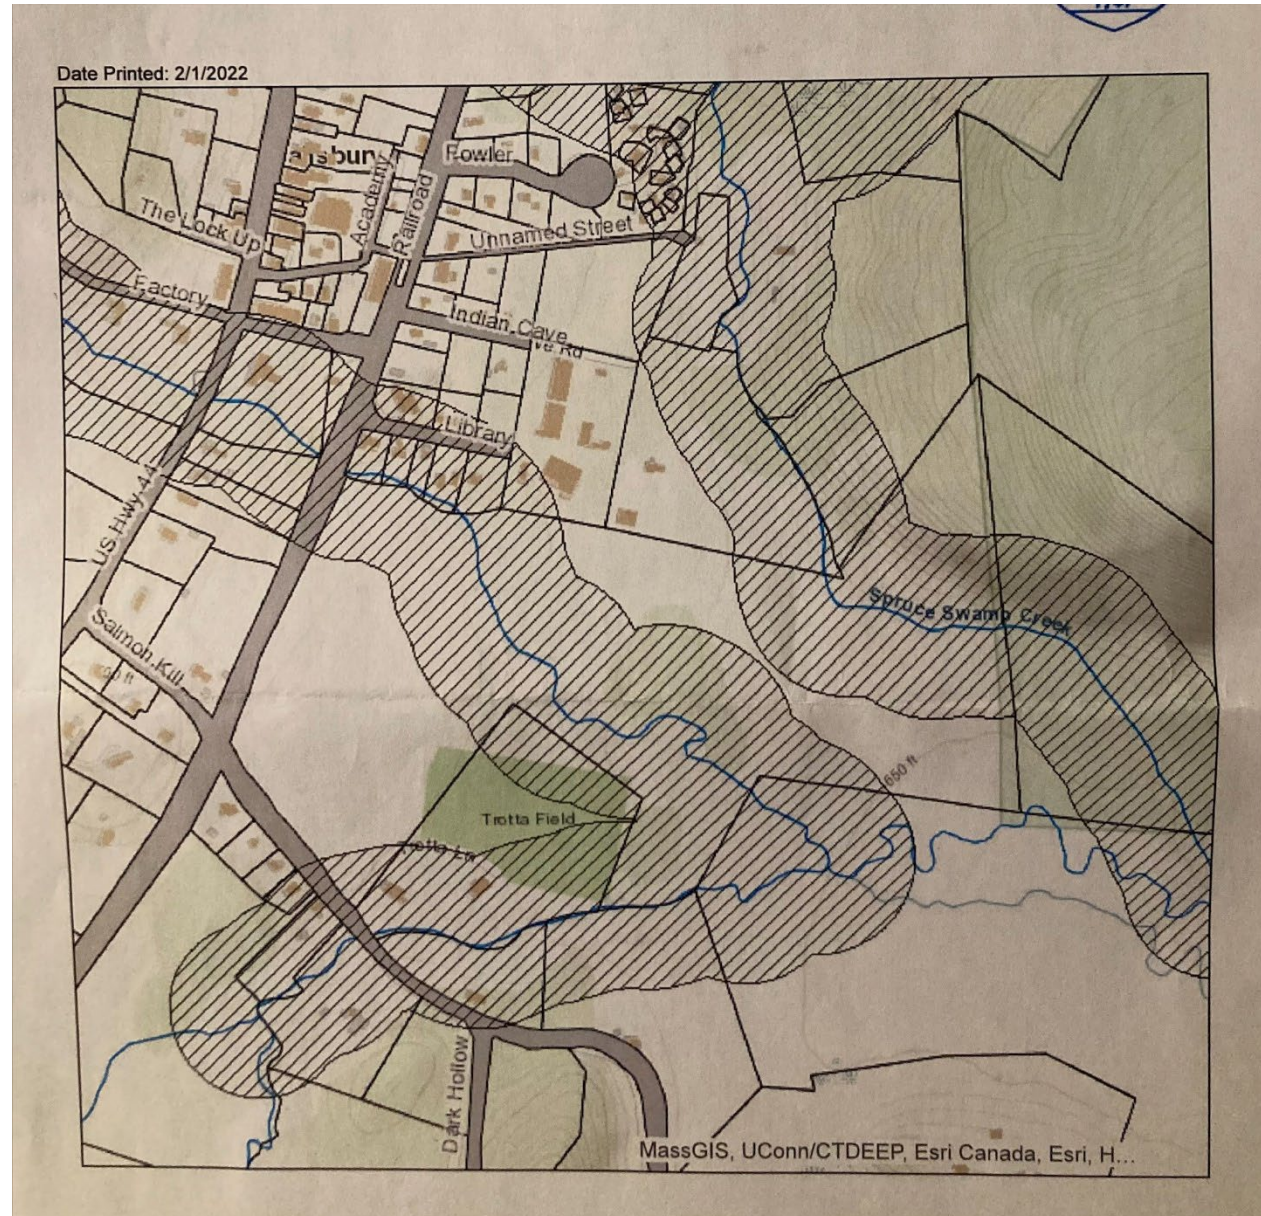 Date Printed: 2/1/2022
Fowler
Academy
Railroad
The Lock Up
Unnamed Street
Factory
Indian Cave
ve Rd
Library
US Hwy 44
Spruce Swamp Creek
Salmon Kill
650 ft
Trotta Field
Dark Hollow
MassGIS, UConn/CTDEEP, Esri Canada, Esri, H...